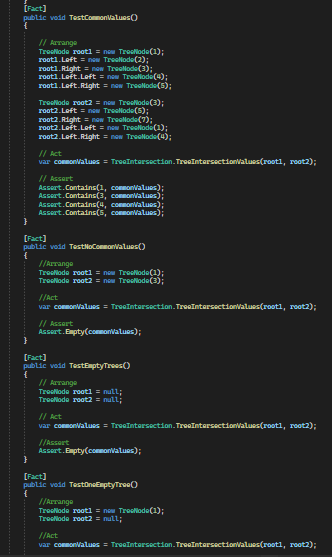 }
[Fact]
public void TestCommonValues()
{
// Arrange
TreeNode root1 = new TreeNode(1);
root1.Left = new TreeNode(2);
root1.Right = new TreeNode(3);
root1.Left.Left = new TreeNode(4);
root1.Left.Right = new TreeNode(5);
TreeNode root2 = new TreeNode(3);
root2.Left = new TreeNode(5);
root2.Right = new TreeNode(7);
root2.Left.Left = new TreeNode(1);
root2.Left.Right = new TreeNode(4);
// Act
var commonValues = TreeIntersection.TreeIntersectionValues(root1, root2);
// Assert
Assert.Contains(1, commonValues);
Assert.Contains(3, commonValues);
Assert.Contains(4, commonValues);
Assert.Contains(5, commonValues);
}
[Fact]
public void TestNoCommonValues()
{
//Arrange
TreeNode root1 = new TreeNode(1);
TreeNode root2 = new TreeNode(3);
//Act
var commonValues = TreeIntersection.TreeIntersectionValues(root1, root2);
// Assert
Assert.Empty(commonValues);
}
[Fact]
public void TestEmptyTrees()
{
// Arrange
TreeNode root1 = null;
TreeNode root2 = null;
// Act
var commonValues = TreeIntersection.TreeIntersectionValues(root1, root2);
//Assert
Assert.Empty(commonValues);
}
[Fact]
public void TestOneEmptyTree()
{
//Arrange
TreeNode root1 = new TreeNode(1);
TreeNode root2 = null;
//Act
var commonValues = TreeIntersection.TreeIntersectionValues(root1, root2);